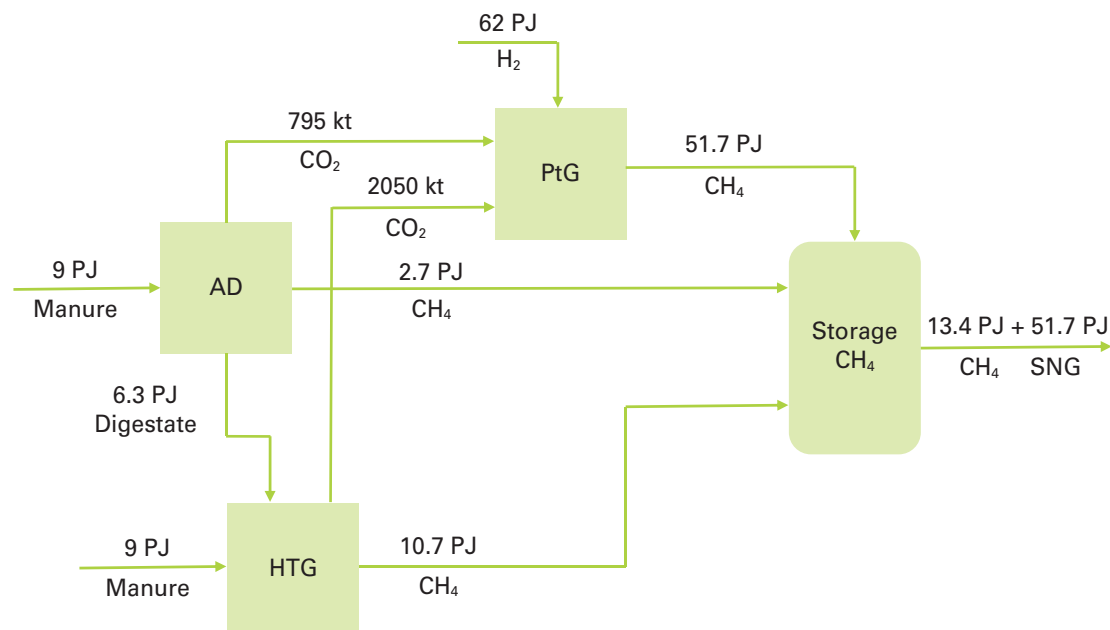 62 PJ
H₂
795 kt
CO₂
PtG
51.7 PJ
CH₄
2050 kt
CO₂
9 PJ
Manure
AD
2.7 PJ
CH₄
Storage
CH₄
13.4 PJ + 51.7 PJ
CH₄ SNG
6.3 PJ
Digestate
9 PJ
Manure
HTG
10.7 PJ
CH₄